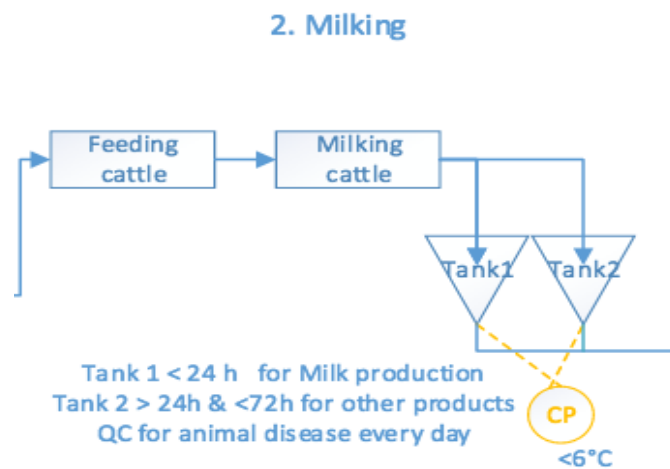 2. Milking
Feeding
cattle
Milking
cattle
Tank1
Tank2
Tank 1 < 24 h for Milk production
Tank 2 > 24h & <72h for other products
QC for animal disease every day
CP
<6°C